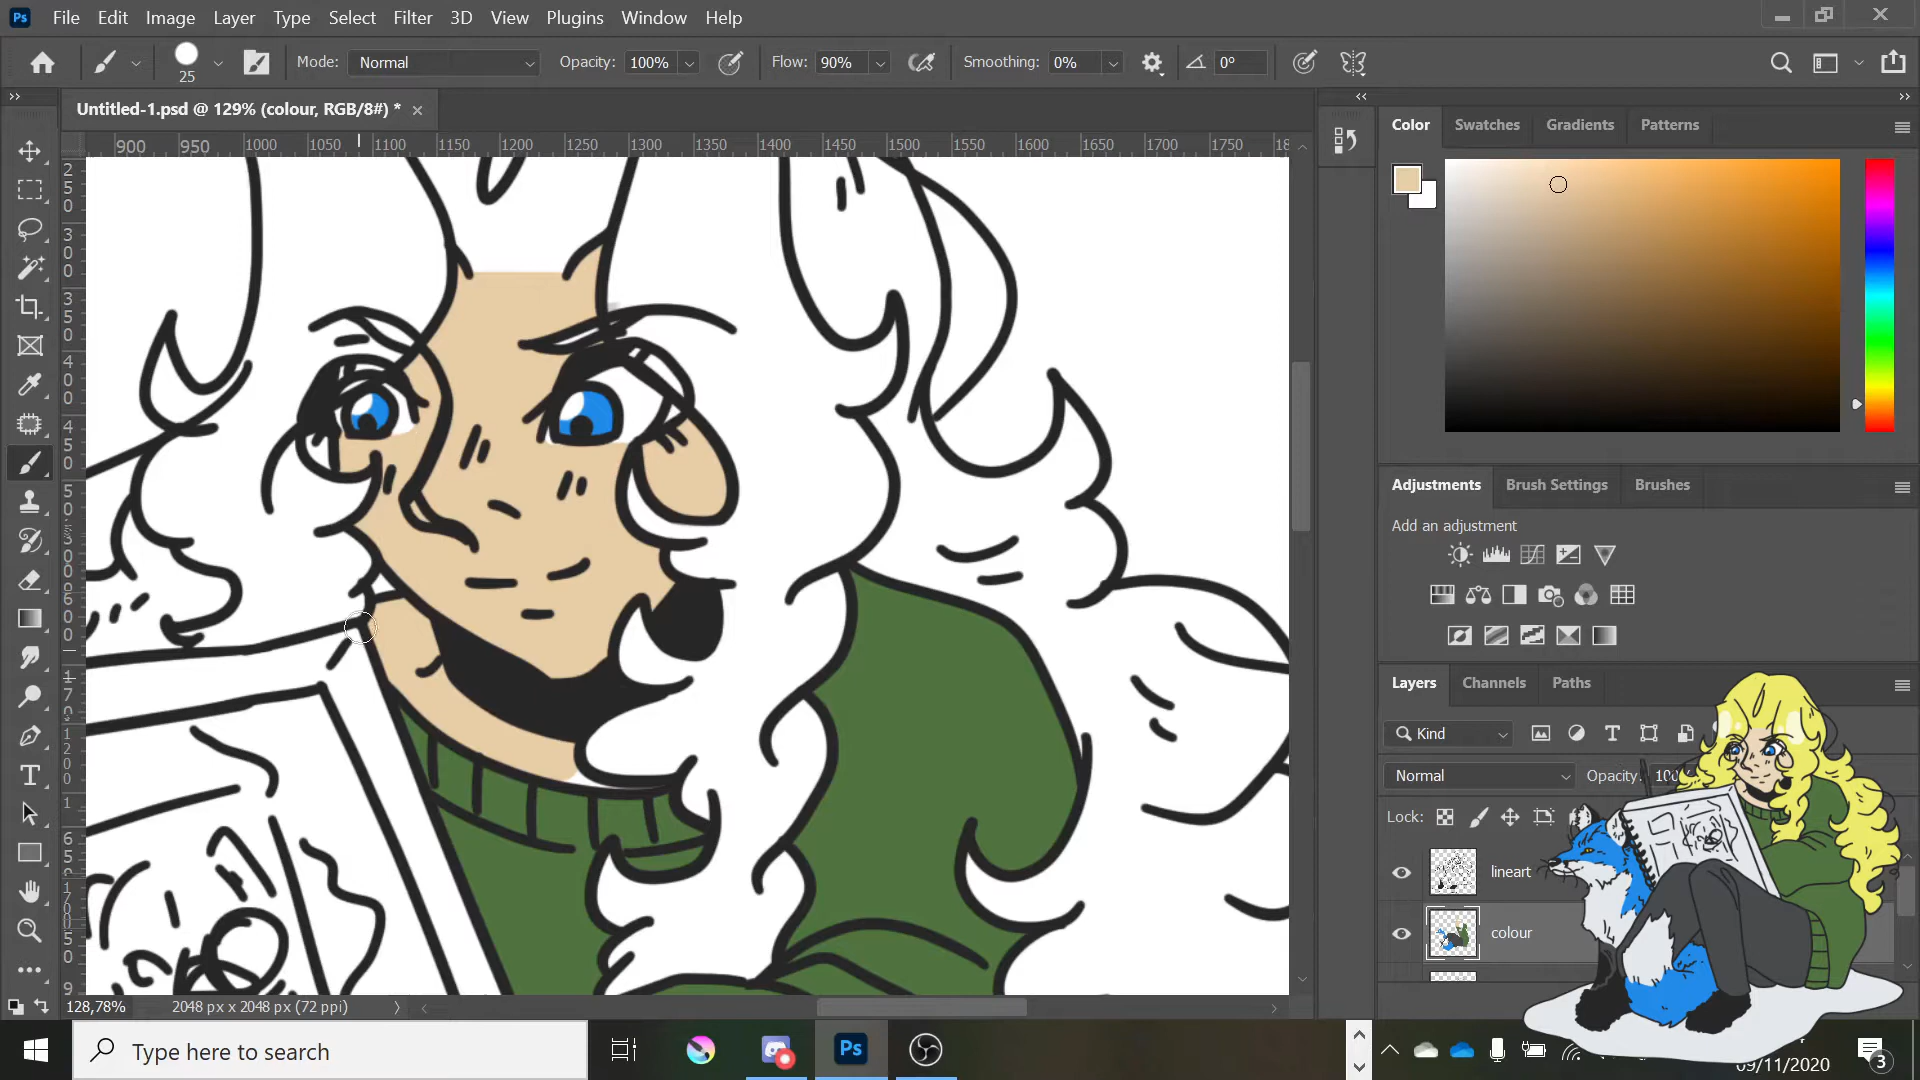 Ps File Edit Image Layer Type Select Filter 3D View Plugins Window Help
25 Mode: Normal Opacity: 100% Flow: 90% Smoothing: 0% 0°
Untitled-1.psd @ 129% (colour, RGB/8#) *
900 950 1000 1050 1100 1150 1200 1250 1300 1350 1400 1450 1500 1550 1600 1650 1700 1750
Color Swatches Gradients Patterns
Adjustments Brush Settings Brushes
Add an adjustment
Layers Channels Paths
Kind
Normal Opacity:
Lock:
lineart
colour
128,78% 2048 px x 2048 px (72 ppi)
Type here to search
Ps
09/11/2020
3